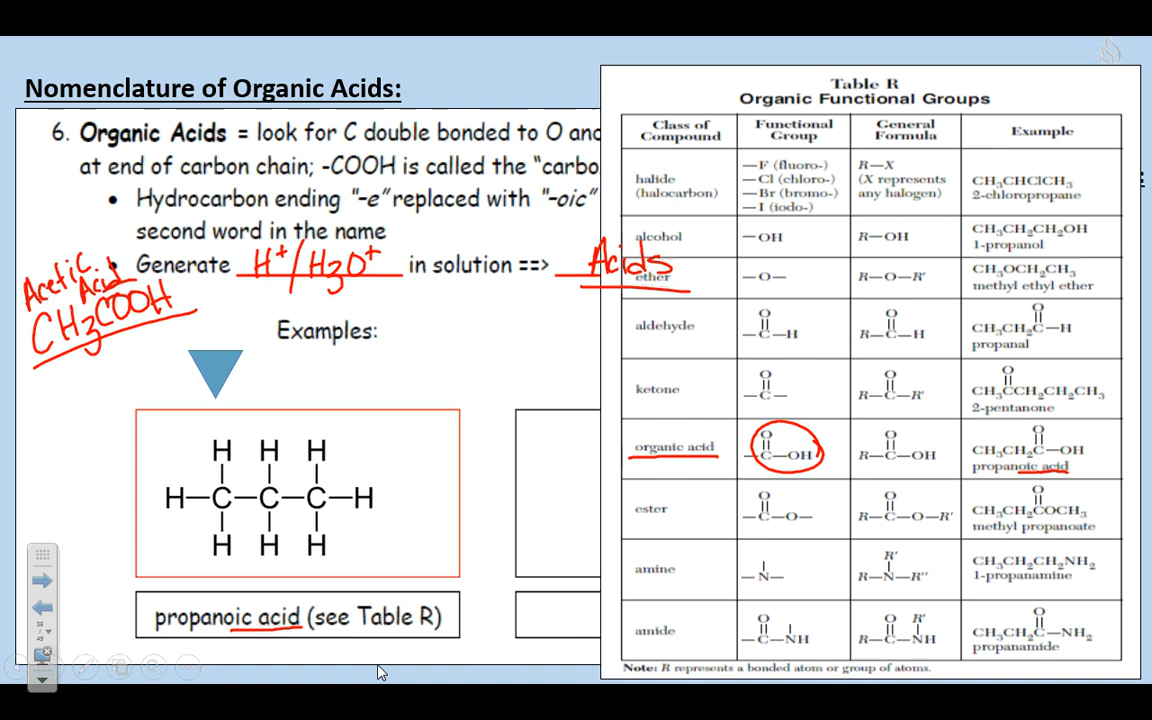 Nomenclature of Organic Acids:
6. Organic Acids = look for C double bonded to O and
at end of carbon chain; -COOH is called the "carbo
• Hydrocarbon ending "-e" replaced with "-oic"
second word in the name
• Generate H⁺/H₃O⁺ in solution ==> Acids
Acetic
Acid
CH₃COOH
Examples:
H H H
H—C—C—C—H
H H H
propanoic acid (see Table R)
36
/
49
Table R
Organic Functional Groups
Class of Compound | Functional Group | General Formula | Example
halide (halocarbon) | —F (fluoro-) —Cl (chloro-) —Br (bromo-) —I (iodo-) | R—X (X represents any halogen) | CH₃CHClCH₃ 2-chloropropane
alcohol | —OH | R—OH | CH₃CH₂CH₂OH 1-propanol
ether | —O— | R—O—R′ | CH₃OCH₂CH₃ methyl ethyl ether
aldehyde | O —C—H | O R—C—H | O CH₃CH₂C—H propanal
ketone | O —C— | O R—C—R′ | O CH₃CCH₂CH₂CH₃ 2-pentanone
organic acid | O —C—OH | O R—C—OH | O CH₃CH₂C—OH propanoic acid
ester | O —C—O— | O R—C—O—R′ | O CH₃CH₂COCH₃ methyl propanoate
amine | —N— | R′ R—N—R″ | CH₃CH₂CH₂NH₂ 1-propanamine
amide | O —C—NH | O R′ R—C—NH | O CH₃CH₂C—NH₂ propanamide
Note: R represents a bonded atom or group of atoms.